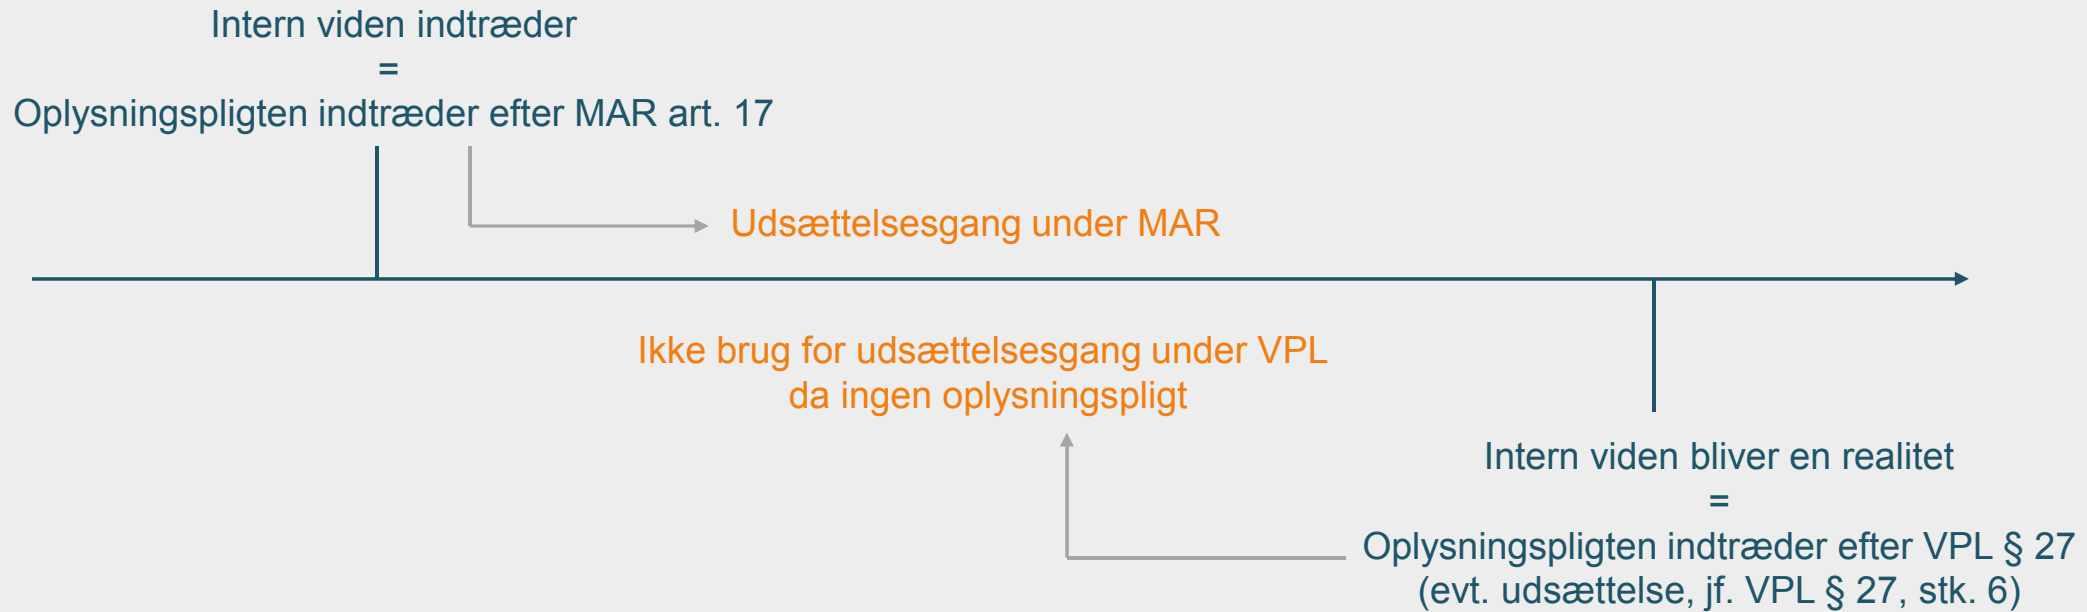 Intern viden indtræder
=
Oplysningspligten indtræder efter MAR art. 17
Udsættelsesgang under MAR
Ikke brug for udsættelsesgang under VPL
da ingen oplysningspligt
Intern viden bliver en realitet
=
Oplysningspligten indtræder efter VPL § 27
(evt. udsættelse, jf. VPL § 27, stk. 6)